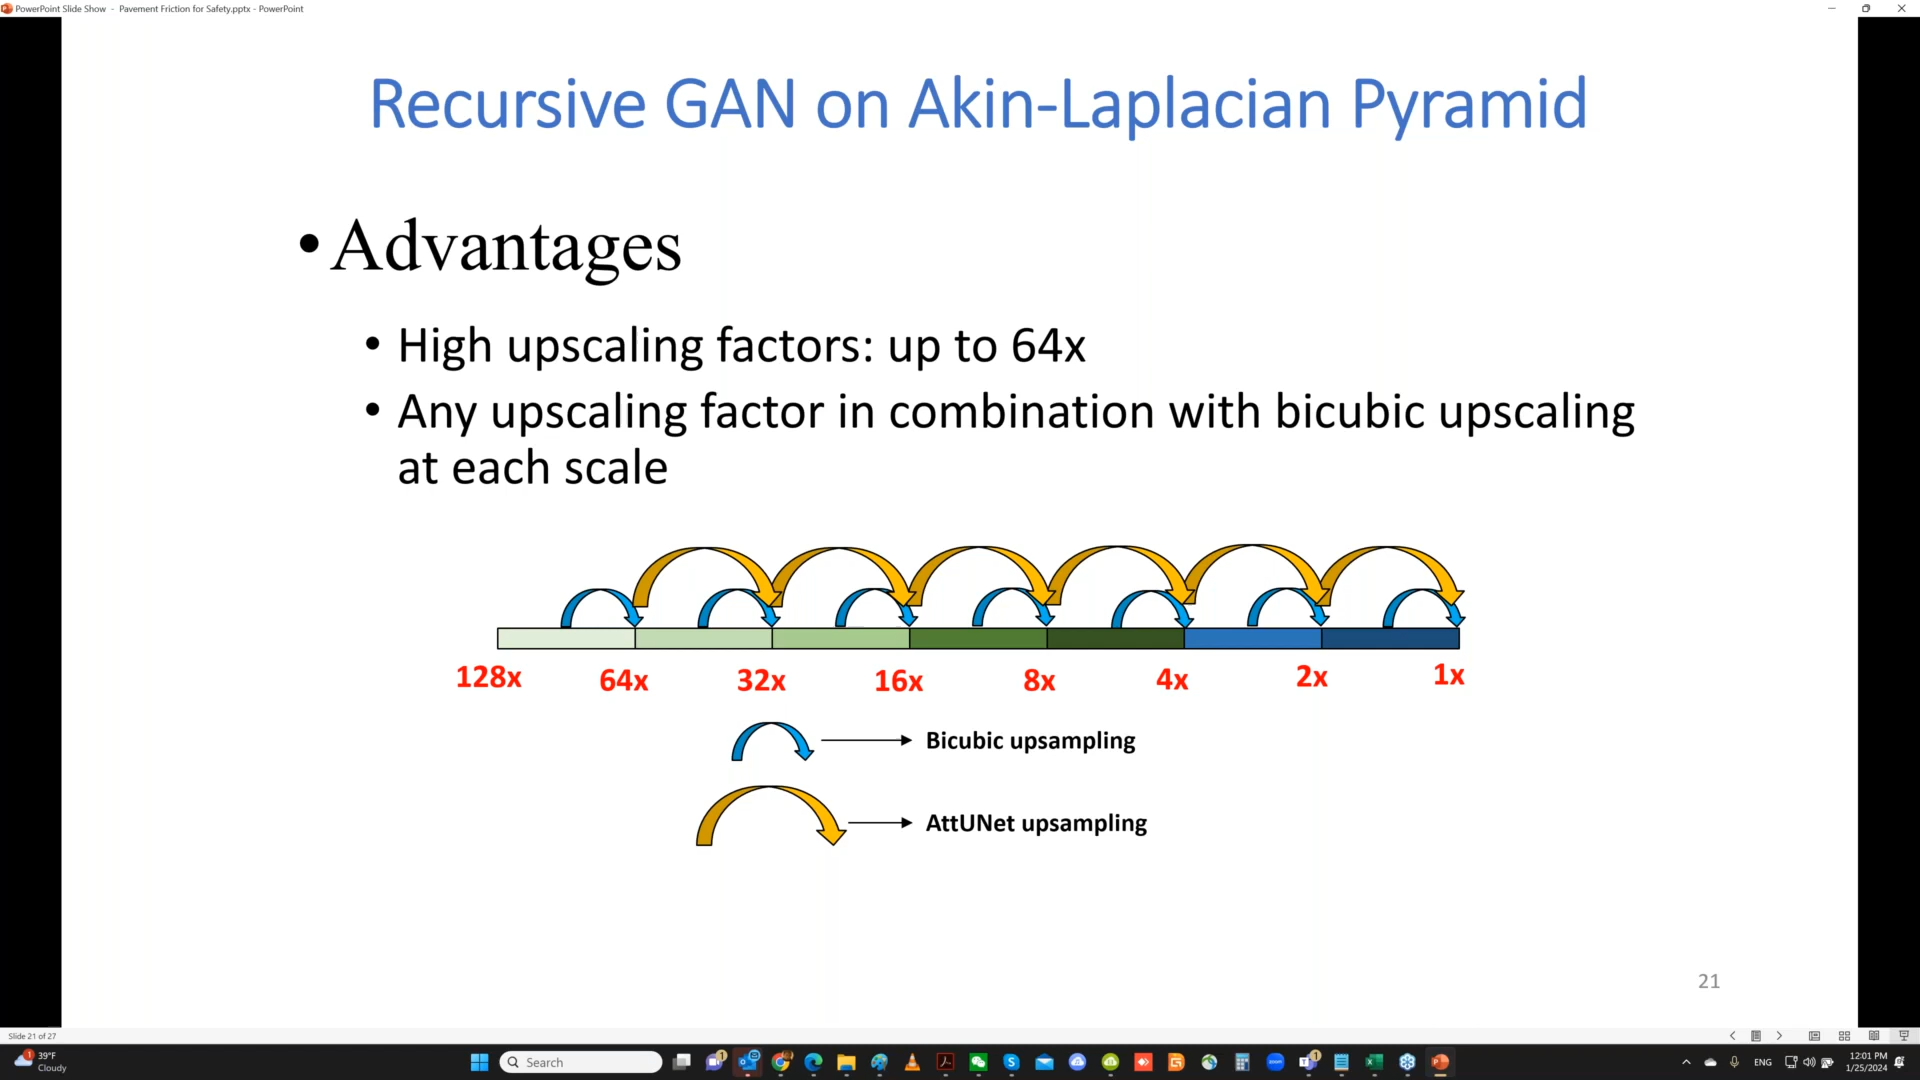 PowerPoint Slide Show - Pavement Friction for Safety.pptx - PowerPoint
Recursive GAN on Akin-Laplacian Pyramid
• Advantages
• High upscaling factors: up to 64x
• Any upscaling factor in combination with bicubic upscaling
at each scale
128x 64x 32x 16x 8x 4x 2x 1x
Bicubic upsampling
AttUNet upsampling
21
Slide 21 of 27
39°F
Cloudy
Search
ENG
12:01 PM
1/25/2024